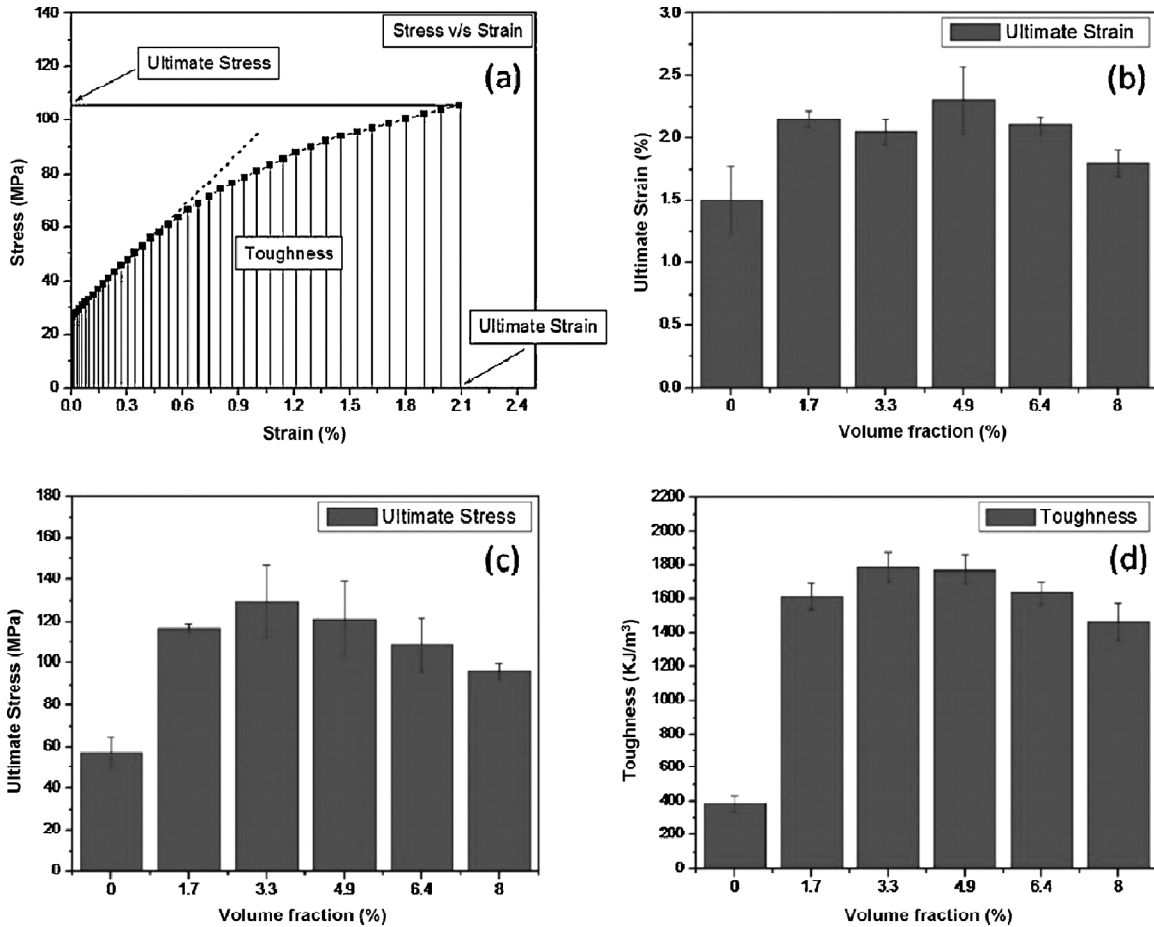 Stress v/s Strain
(a)
Ultimate Stress
Toughness
Ultimate Strain
Stress (MPa)
140
120
100
80
60
40
20
0
0.0 0.3 0.6 0.9 1.2 1.5 1.8 2.1 2.4
Strain (%)
Ultimate Strain
(b)
Ultimate Strain (%)
3.0
2.5
2.0
1.5
1.0
0.5
0.0
0 1.7 3.3 4.9 6.4 8
Volume fraction (%)
Ultimate Stress
(c)
Ultimate Stress (MPa)
180
160
140
120
100
80
60
40
20
0
0 1.7 3.3 4.9 6.4 8
Volume fraction (%)
Toughness
(d)
Toughness (KJ/m³)
2200
2000
1800
1600
1400
1200
1000
800
600
400
200
0
0 1.7 3.3 4.9 6.4 8
Volume fraction (%)